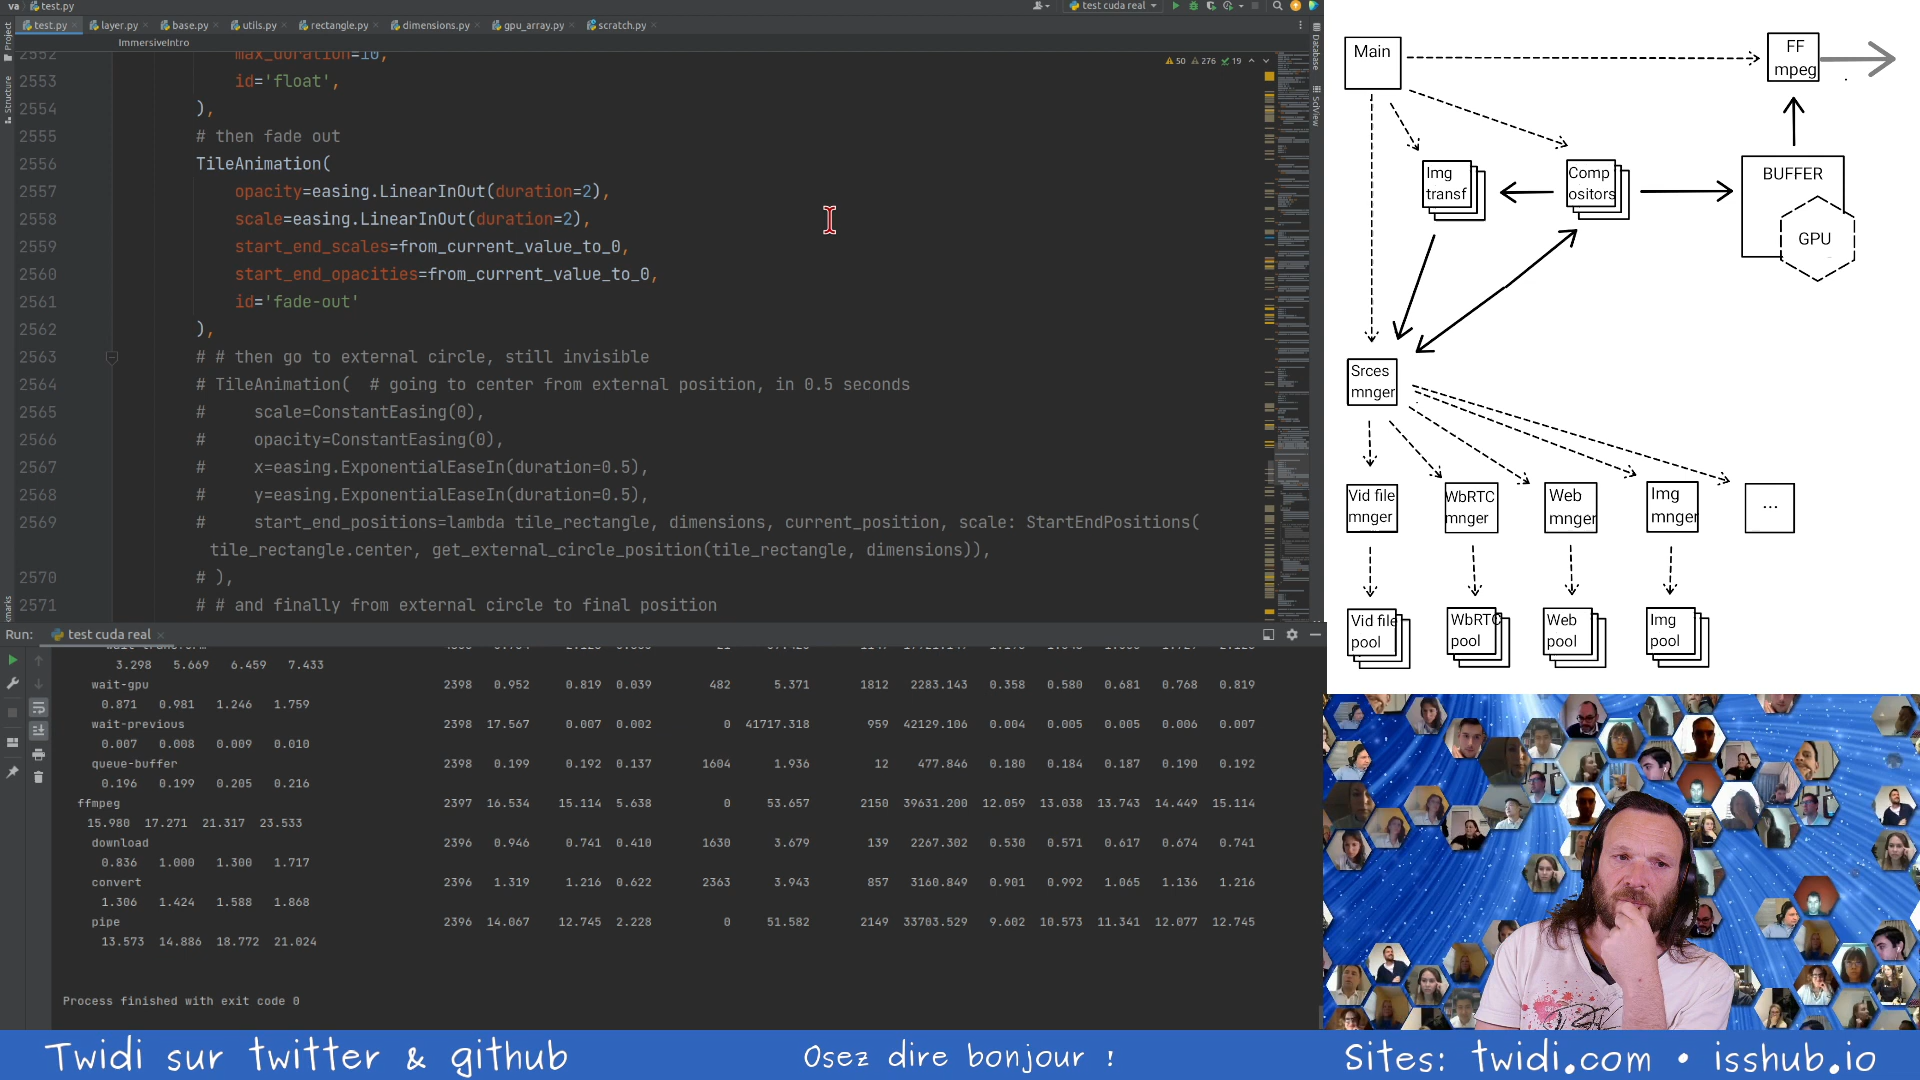 va test.py
test cuda real
test.py layer.py base.py utils.py rectangle.py dimensions.py gpu_array.py scratch.py
ImmersiveIntro
50 276 19
2552 max_duration=10,
2553 id='float',
2554 ),
2555 # then fade out
2556 TileAnimation(
2557 opacity=easing.LinearInOut(duration=2),
2558 scale=easing.LinearInOut(duration=2),
2559 start_end_scales=from_current_value_to_0,
2560 start_end_opacities=from_current_value_to_0,
2561 id='fade-out'
2562 ),
2563 # # then go to external circle, still invisible
2564 # TileAnimation(  # going to center from external position, in 0.5 seconds
2565 #     scale=ConstantEasing(0),
2566 #     opacity=ConstantEasing(0),
2567 #     x=easing.ExponentialEaseIn(duration=0.5),
2568 #     y=easing.ExponentialEaseIn(duration=0.5),
2569 #     start_end_positions=lambda tile_rectangle, dimensions, current_position, scale: StartEndPositions(
tile_rectangle.center, get_external_circle_position(tile_rectangle, dimensions)),
2570 # ),
2571 # # and finally from external circle to final position
Project
Structure
Database
SciView
Run: test cuda real
3.298 5.669 6.459 7.433
wait-gpu 2398 0.952 0.819 0.039 482 5.371 1812 2283.143 0.358 0.580 0.681 0.768 0.819
0.871 0.981 1.246 1.759
wait-previous 2398 17.567 0.007 0.002 0 41717.318 959 42129.106 0.004 0.005 0.005 0.006 0.007
0.007 0.008 0.009 0.010
queue-buffer 2398 0.199 0.192 0.137 1604 1.936 12 477.846 0.180 0.184 0.187 0.190 0.192
0.196 0.199 0.205 0.216
ffmpeg 2397 16.534 15.114 5.638 0 53.657 2150 39631.200 12.059 13.038 13.743 14.449 15.114
15.980 17.271 21.317 23.533
download 2396 0.946 0.741 0.410 1630 3.679 139 2267.302 0.530 0.571 0.617 0.674 0.741
0.836 1.000 1.300 1.717
convert 2396 1.319 1.216 0.622 2363 3.943 857 3160.849 0.901 0.992 1.065 1.136 1.216
1.306 1.424 1.588 1.868
pipe 2396 14.067 12.745 2.228 0 51.582 2149 33703.529 9.602 10.573 11.341 12.077 12.745
13.573 14.886 18.772 21.024
Process finished with exit code 0
Main
FF
mpeg
Img
transf
Comp
ositors
BUFFER
GPU
Srces
mnger
Vid file
mnger
WbRTC
mnger
Web
mnger
Img
mnger
...
Vid file
pool
WbRTC
pool
Web
pool
Img
pool
Twidi sur twitter & github
Osez dire bonjour !
Sites: twidi.com • isshub.io